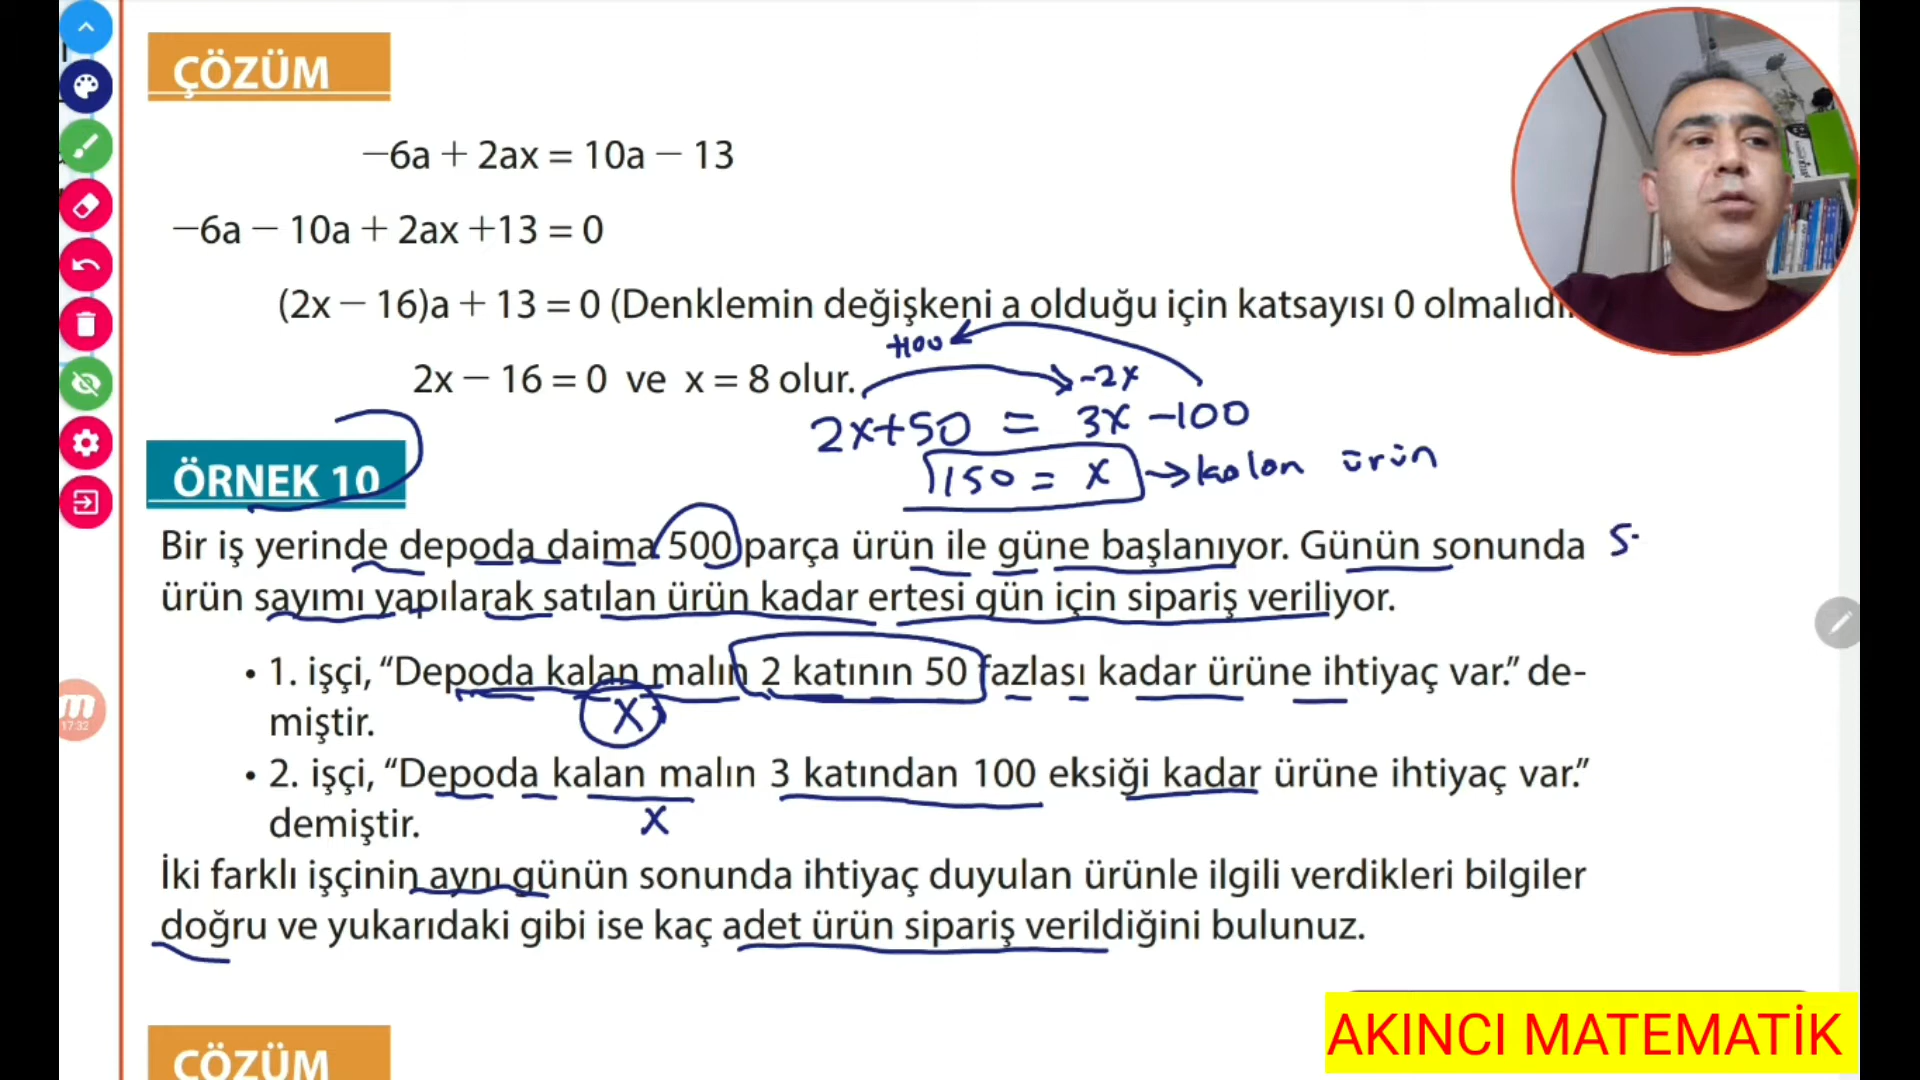 ÇÖZÜM
−6a + 2ax = 10a − 13
−6a − 10a + 2ax +13 = 0
(2x − 16)a + 13 = 0 (Denklemin değişkeni a olduğu için katsayısı 0 olmalıdı
+100
2x − 16 = 0 ve x = 8 olur.
-2x
2x+50 = 3x -100
150 = x → kalan ürün
ÖRNEK 10
Bir iş yerinde depoda daima 500 parça ürün ile güne başlanıyor. Günün sonunda 5
ürün sayımı yapılarak satılan ürün kadar ertesi gün için sipariş veriliyor.
• 1. işçi, “Depoda kalan malın 2 katının 50 fazlası kadar ürüne ihtiyaç var.” de-
x
miştir.
• 2. işçi, “Depoda kalan malın 3 katından 100 eksiği kadar ürüne ihtiyaç var.”
demiştir.
x
İki farklı işçinin aynı günün sonunda ihtiyaç duyulan ürünle ilgili verdikleri bilgiler
doğru ve yukarıdaki gibi ise kaç adet ürün sipariş verildiğini bulunuz.
m
17:32
AKINCI MATEMATİK
ÇÖZÜM